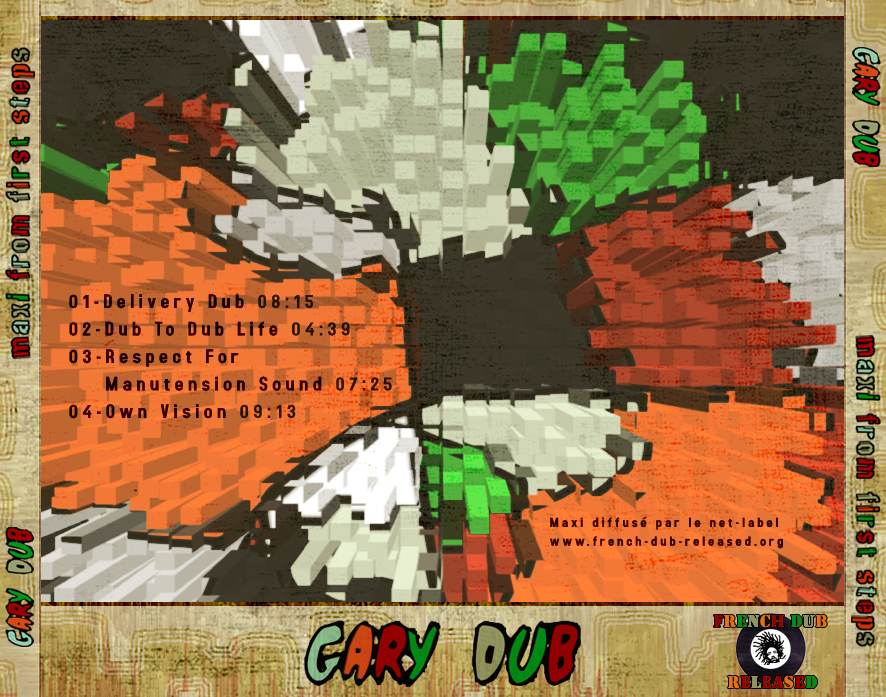 maxi from first steps
GARY DUB
01-Delivery Dub 08:15
02-Dub To Dub Life 04:39
03-Respect For
Manutension Sound 07:25
04-Own Vision 09:13
Maxi diffusé par le net-label
www.french-dub-released.org
GARY DUB
maxi from first steps
GARY DUB
FRENCH DUB
RELEASED